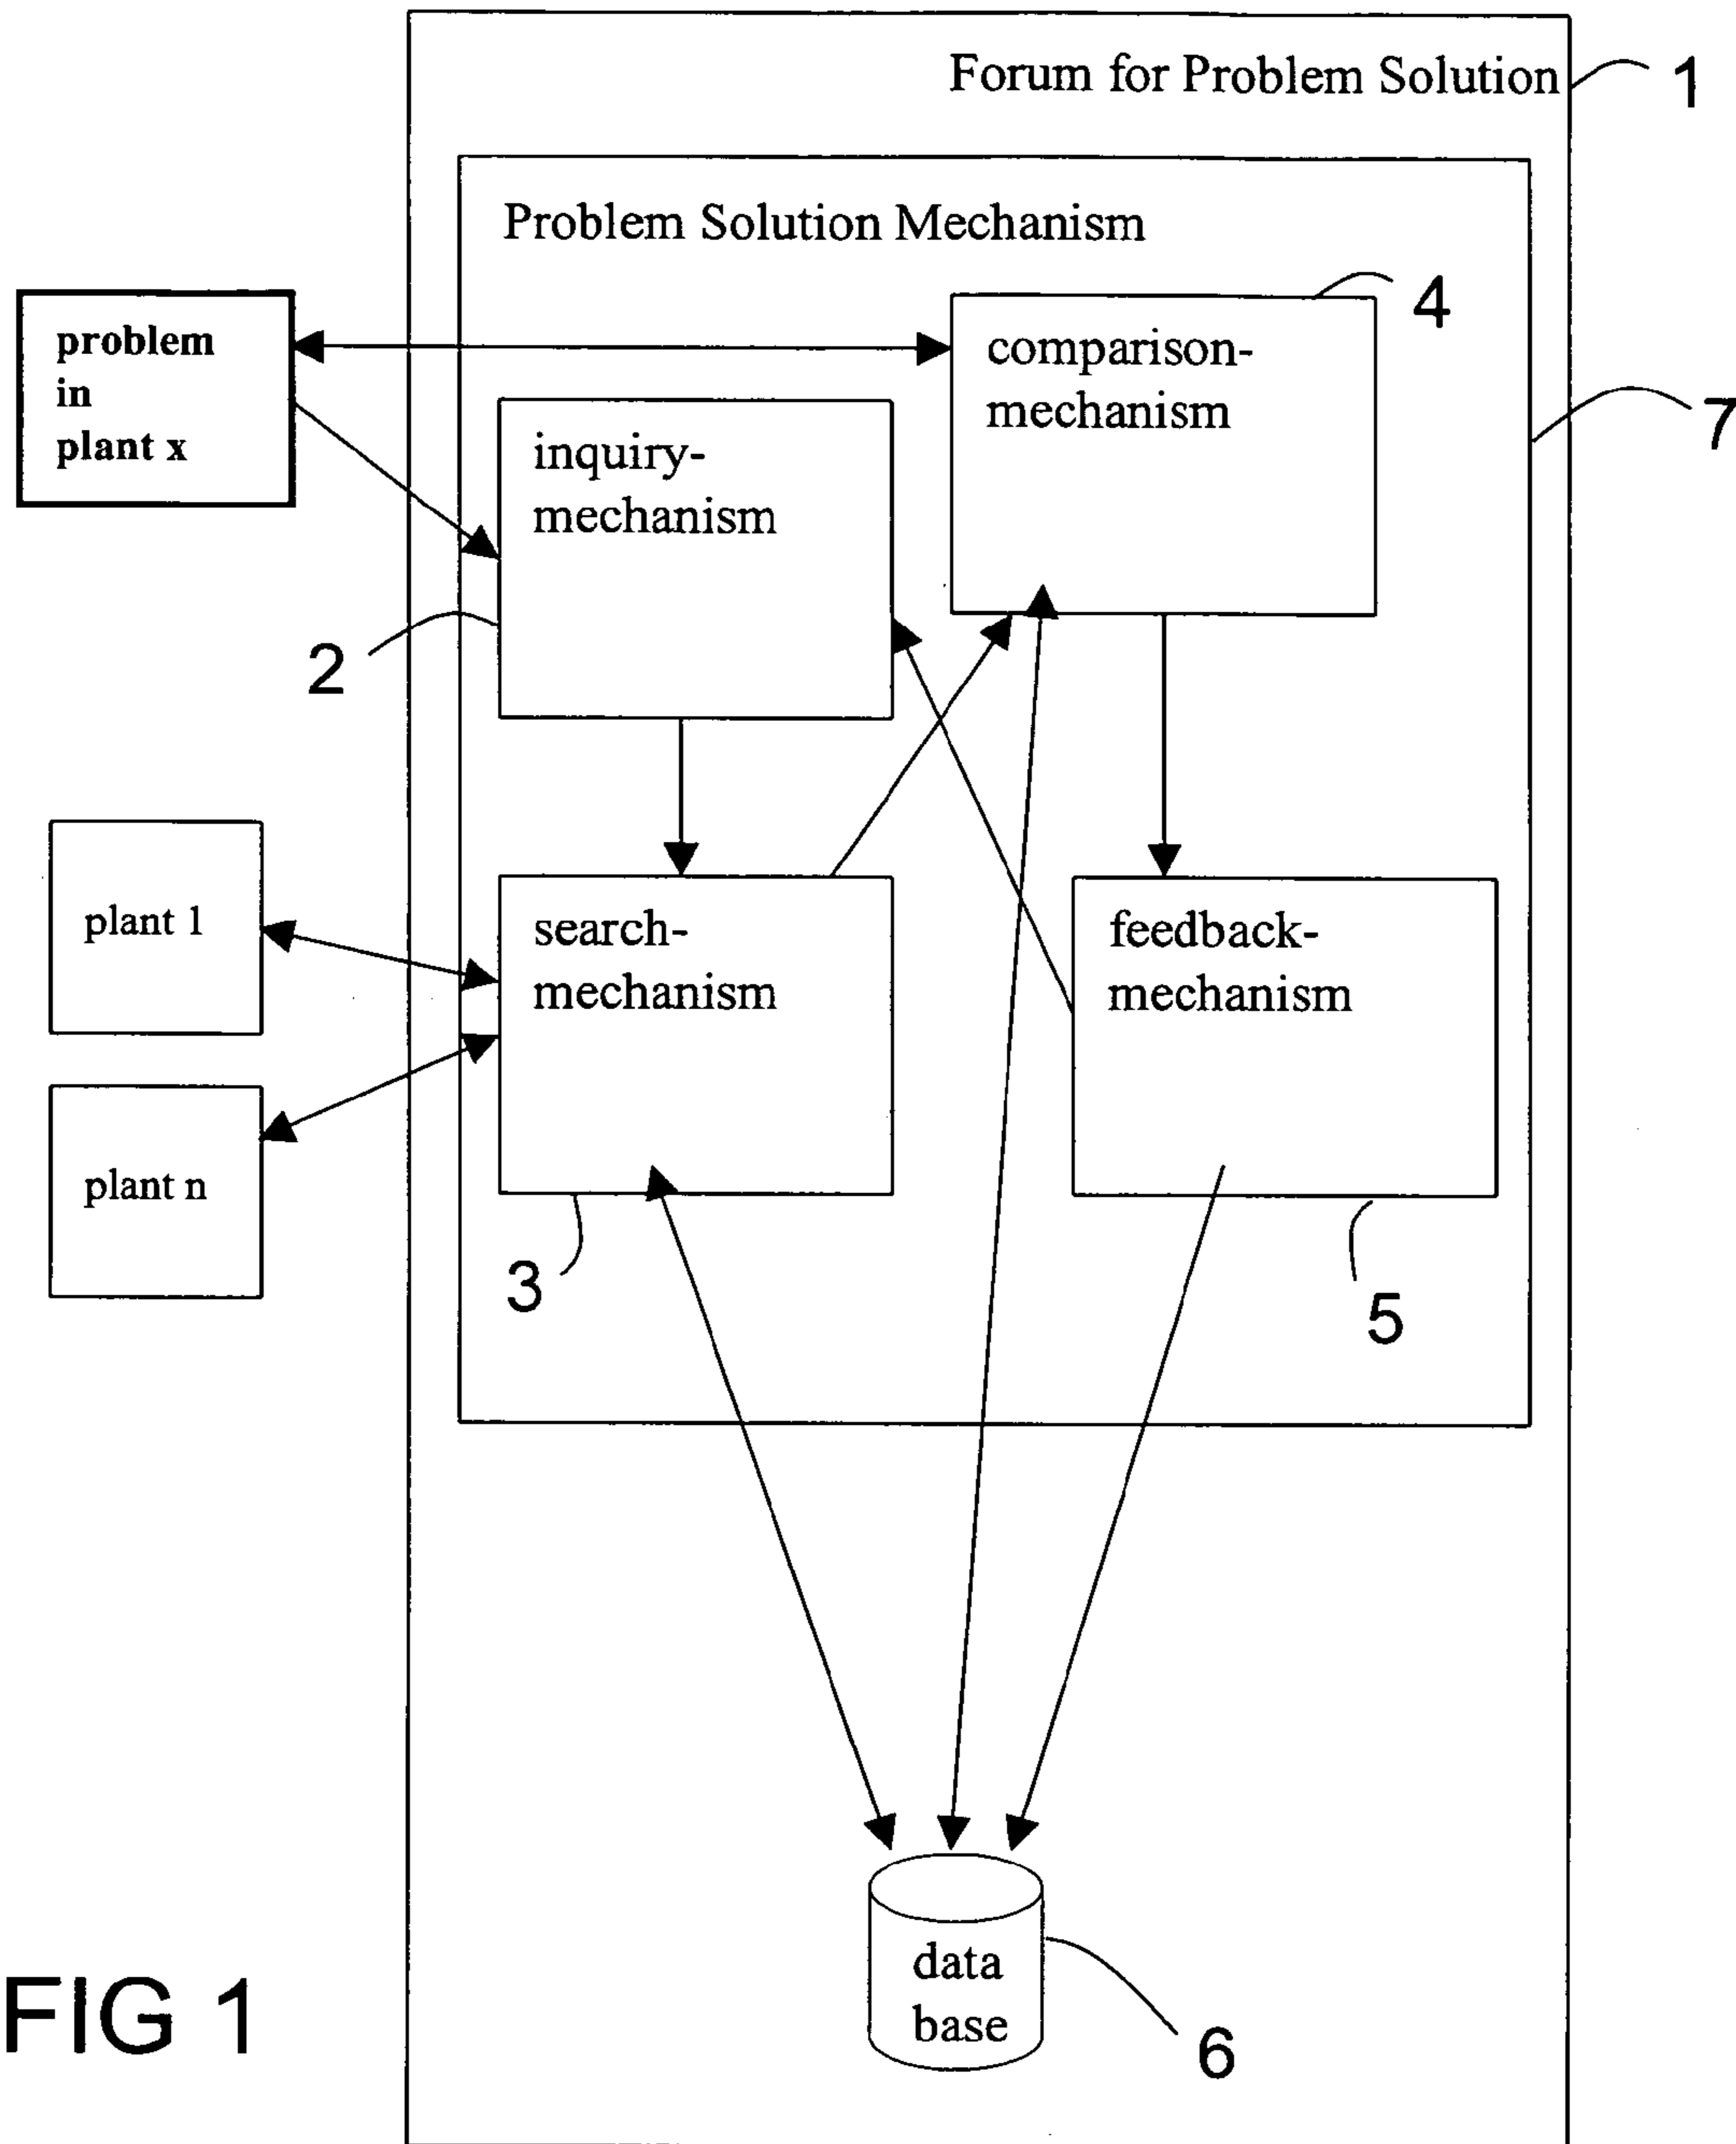 Forum for Problem Solution
1
Problem Solution Mechanism
4
problem
in
plant x
comparison-
mechanism
7
inquiry-
mechanism
2
plant 1
search-
mechanism
feedback-
mechanism
plant n
3
5
data
base
6
FIG 1